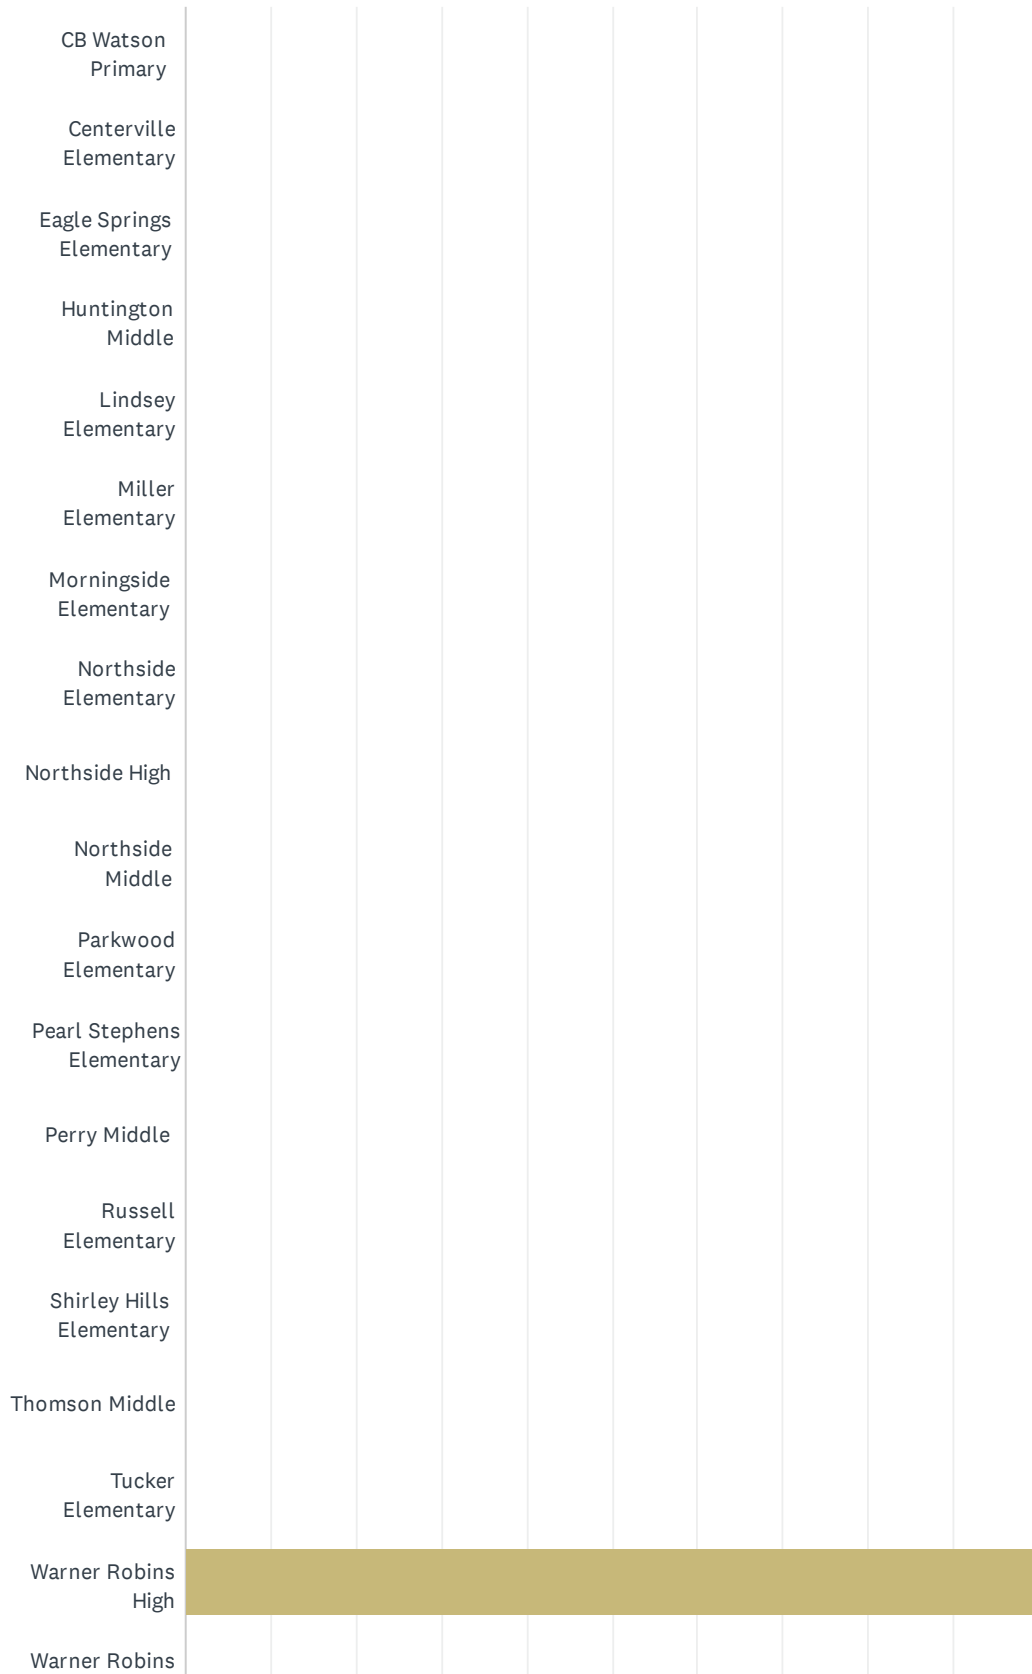 CB Watson
Primary
Centerville
Elementary
Eagle Springs
Elementary
Huntington
Middle
Lindsey
Elementary
Miller
Elementary
Morningside
Elementary
Northside
Elementary
Northside High
Northside
Middle
Parkwood
Elementary
Pearl Stephens
Elementary
Perry Middle
Russell
Elementary
Shirley Hills
Elementary
Thomson Middle
Tucker
Elementary
Warner Robins
High
Warner Robins